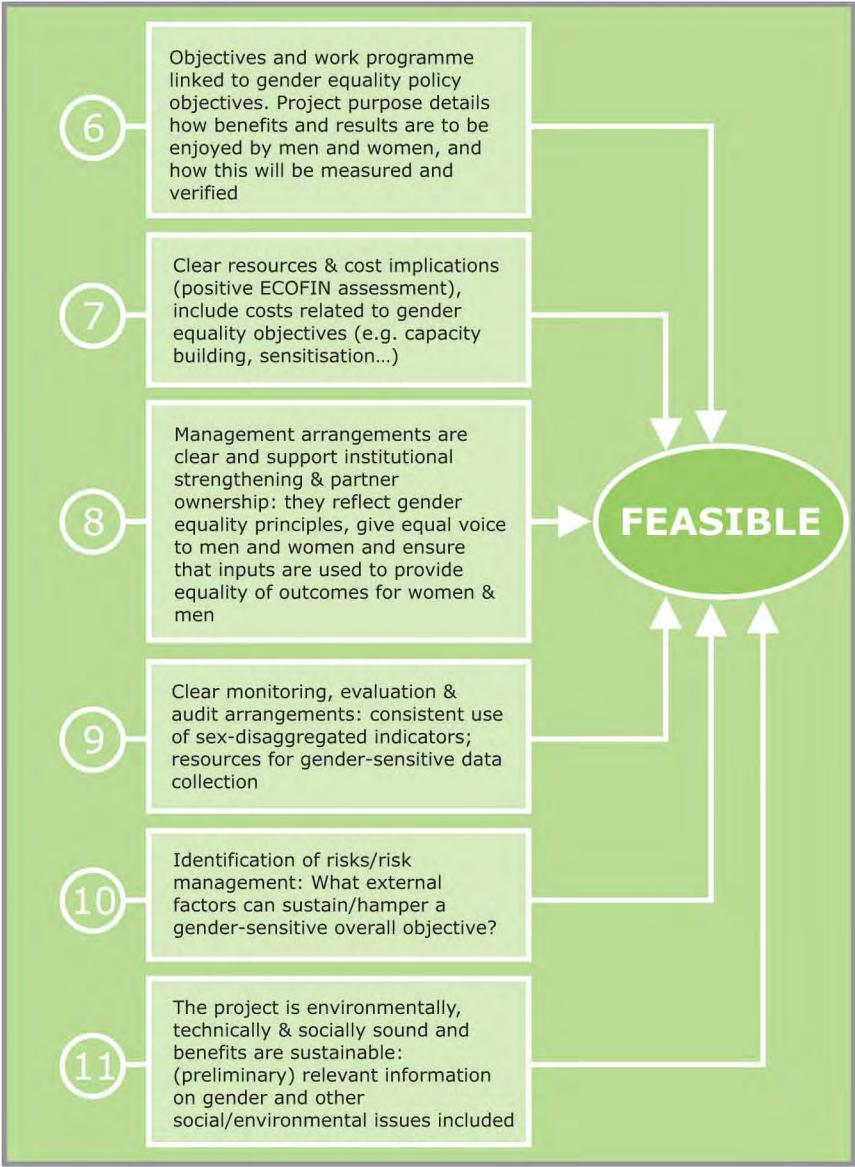 6
Objectives and work programme
linked to gender equality policy
objectives. Project purpose details
how benefits and results are to be
enjoyed by men and women, and
how this will be measured and
verified
7
Clear resources & cost implications
(positive ECOFIN assessment),
include costs related to gender
equality objectives (e.g. capacity
building, sensitisation…)
8
Management arrangements are
clear and support institutional
strengthening & partner
ownership: they reflect gender
equality principles, give equal voice
to men and women and ensure
that inputs are used to provide
equality of outcomes for women &
men
FEASIBLE
9
Clear monitoring, evaluation &
audit arrangements: consistent use
of sex-disaggregated indicators;
resources for gender-sensitive data
collection
10
Identification of risks/risk
management: What external
factors can sustain/hamper a
gender-sensitive overall objective?
11
The project is environmentally,
technically & socially sound and
benefits are sustainable:
(preliminary) relevant information
on gender and other
social/environmental issues included